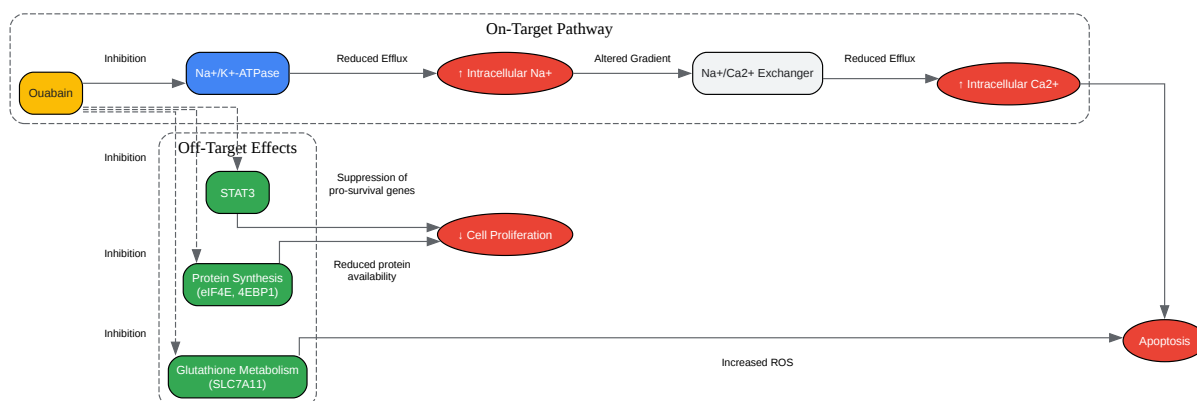 On-Target Pathway
Inhibition
Reduced Efflux
Altered Gradient
Reduced Efflux
Ouabain
Na+/K+-ATPase
↑ Intracellular Na+
Na+/Ca2+ Exchanger
↑ Intracellular Ca2+
Off-Target Effects
Inhibition
STAT3
Suppression of
pro-survival genes
↓ Cell Proliferation
Inhibition
Protein Synthesis
(eIF4E, 4EBP1)
Reduced protein
availability
Inhibition
Glutathione Metabolism
(SLC7A11)
Increased ROS
Apoptosis